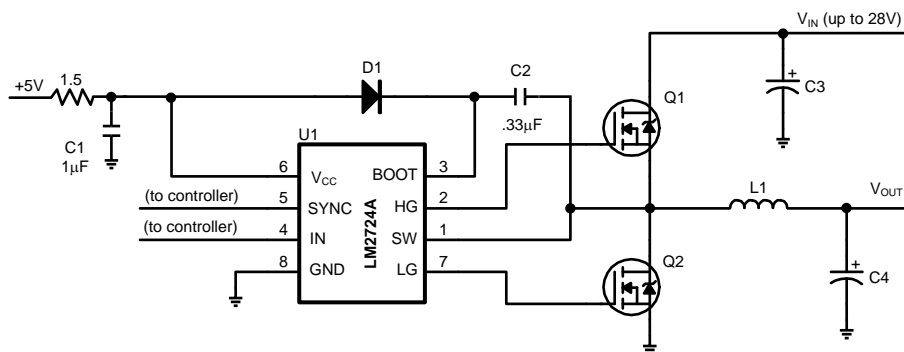 V_IN (up to 28V)
+5V
1.5
D1
C2
C3
C1
1μF
.33μF
Q1
U1
6
V_CC
BOOT
3
(to controller)
5
SYNC
HG
2
L1
V_OUT
(to controller)
4
IN
SW
1
8
GND
LG
7
LM2724A
Q2
C4
+
+